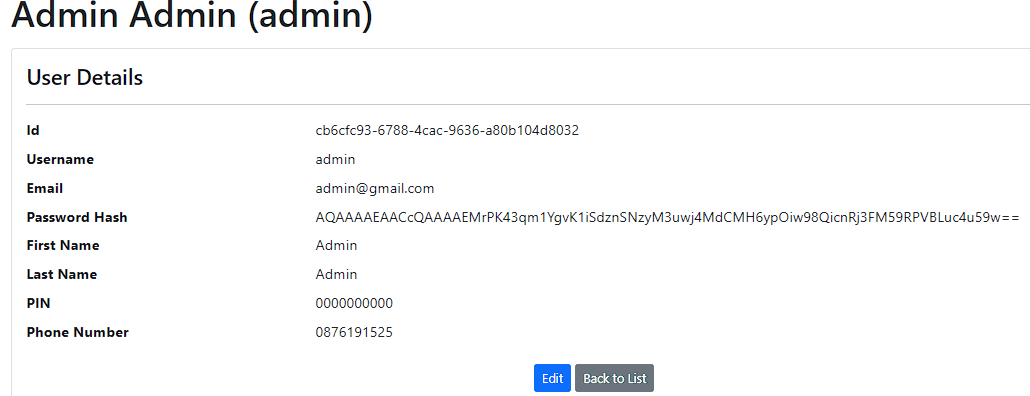 Admin Admin (admin)
User Details
Id cb6cfc93-6788-4cac-9636-a80b104d8032
Username admin
Email admin@gmail.com
Password Hash AQAAAAEAACcQAAAAEMrPK43qm1YgvK1iSdznSNzyM3uwj4MdCMH6ypOiw98QicnRj3FM59RPVBLuc4u59w==
First Name Admin
Last Name Admin
PIN 0000000000
Phone Number 0876191525
Edit Back to List